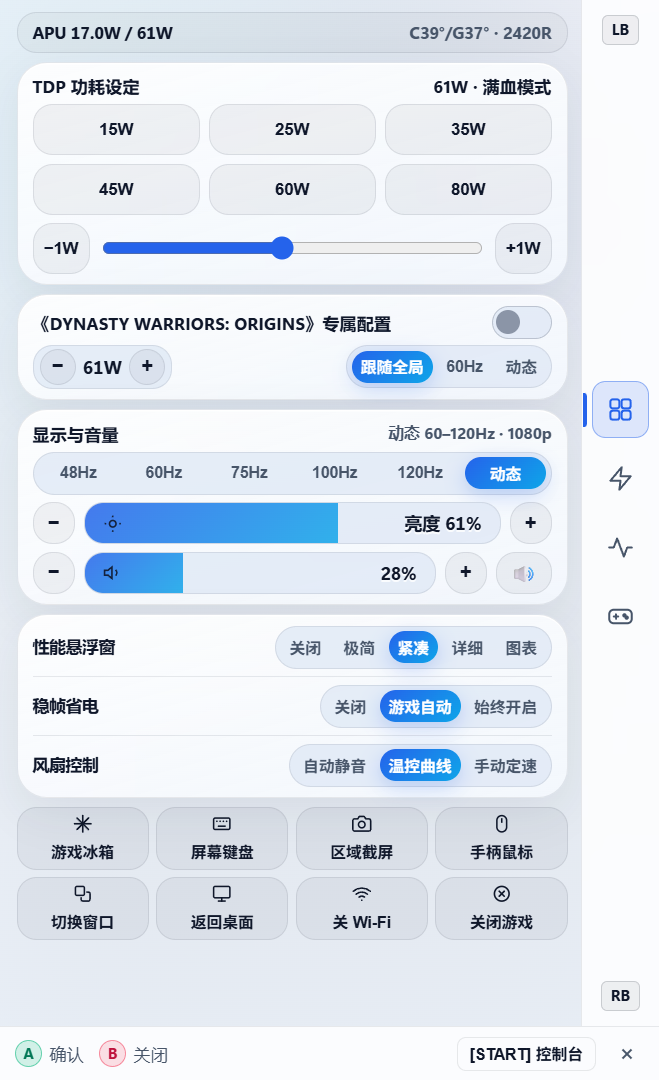 APU 17.0W / 61W C39°/G37° · 2420R
LB
TDP 功耗设定 61W · 满血模式
15W 25W 35W
45W 60W 80W
−1W +1W
《DYNASTY WARRIORS: ORIGINS》专属配置
− 61W + 跟随全局 60Hz 动态
显示与音量 动态 60–120Hz · 1080p
48Hz 60Hz 75Hz 100Hz 120Hz 动态
− 亮度 61% +
− 28% +
性能悬浮窗 关闭 极简 紧凑 详细 图表
稳帧省电 关闭 游戏自动 始终开启
风扇控制 自动静音 温控曲线 手动定速
游戏冰箱 屏幕键盘 区域截屏 手柄鼠标
切换窗口 返回桌面 关 Wi-Fi 关闭游戏
RB
A 确认 B 关闭 [START] 控制台 ×